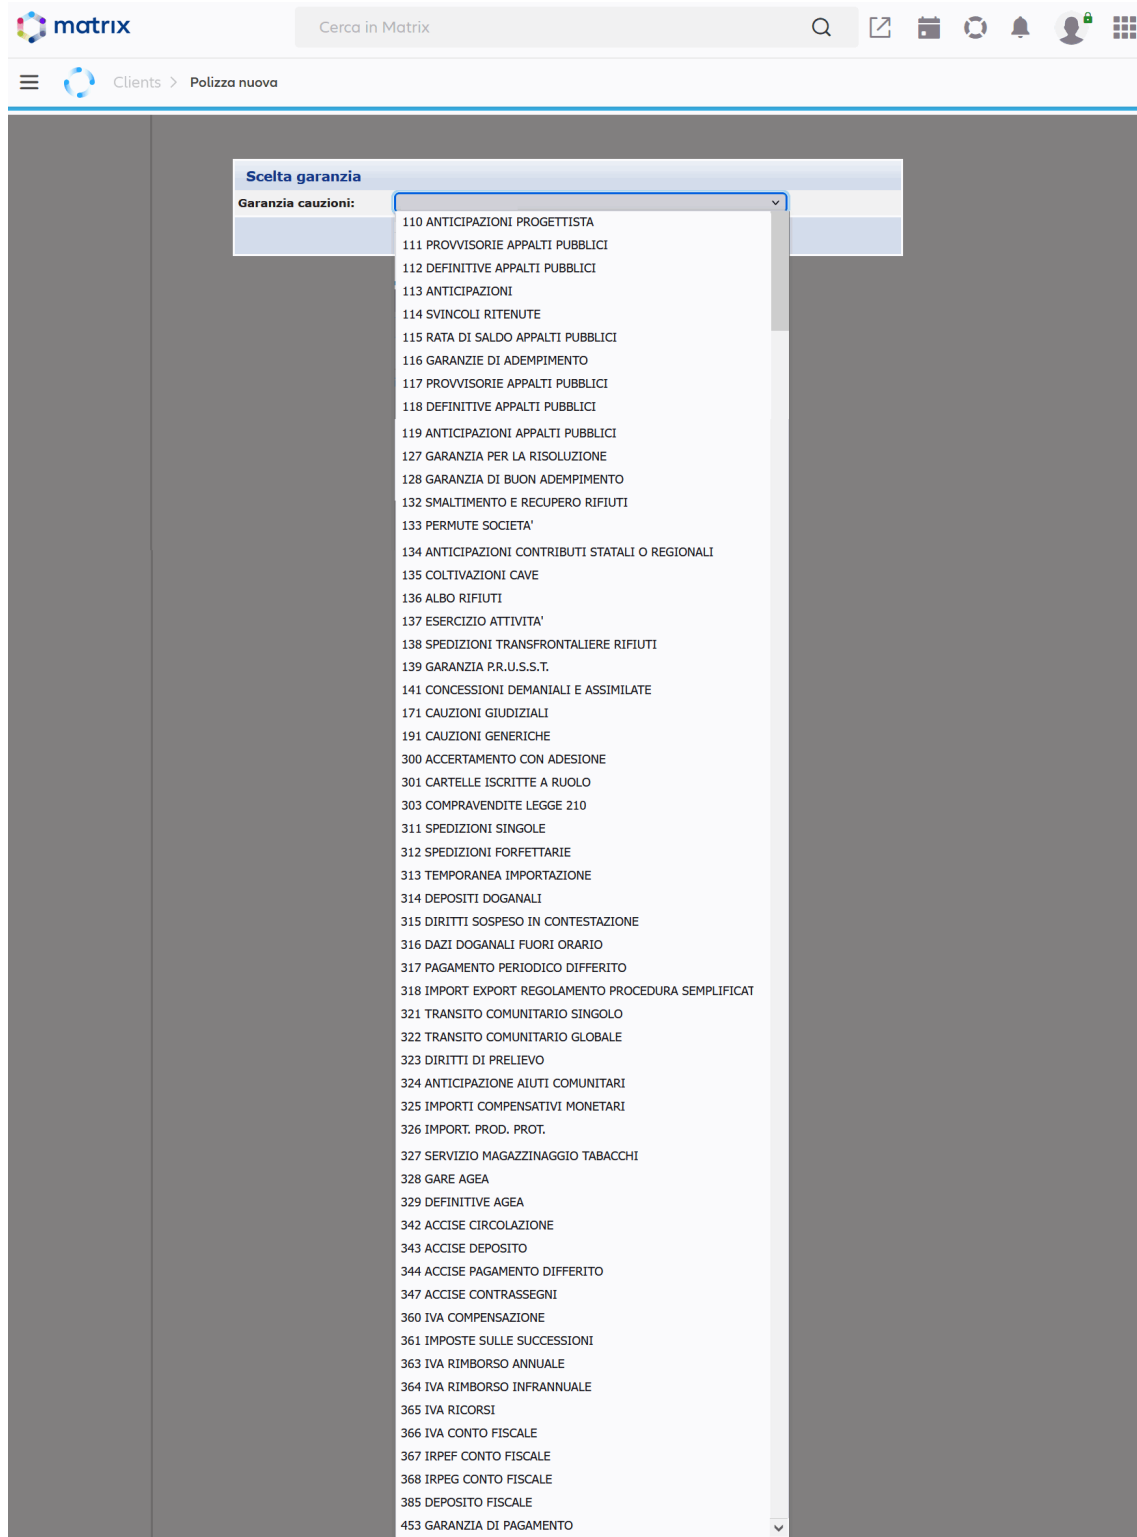 matrix
Cerca in Matrix
Clients > Polizza nuova
Scelta garanzia
Garanzia cauzioni:
110 ANTICIPAZIONI PROGETTISTA
111 PROVVISORIE APPALTI PUBBLICI
112 DEFINITIVE APPALTI PUBBLICI
113 ANTICIPAZIONI
114 SVINCOLI RITENUTE
115 RATA DI SALDO APPALTI PUBBLICI
116 GARANZIE DI ADEMPIMENTO
117 PROVVISORIE APPALTI PUBBLICI
118 DEFINITIVE APPALTI PUBBLICI
119 ANTICIPAZIONI APPALTI PUBBLICI
127 GARANZIA PER LA RISOLUZIONE
128 GARANZIA DI BUON ADEMPIMENTO
132 SMALTIMENTO E RECUPERO RIFIUTI
133 PERMUTE SOCIETA'
134 ANTICIPAZIONI CONTRIBUTI STATALI O REGIONALI
135 COLTIVAZIONI CAVE
136 ALBO RIFIUTI
137 ESERCIZIO ATTIVITA'
138 SPEDIZIONI TRANSFRONTALIERE RIFIUTI
139 GARANZIA P.R.U.S.S.T.
141 CONCESSIONI DEMANIALI E ASSIMILATE
171 CAUZIONI GIUDIZIALI
191 CAUZIONI GENERICHE
300 ACCERTAMENTO CON ADESIONE
301 CARTELLE ISCRITTE A RUOLO
303 COMPRAVENDITE LEGGE 210
311 SPEDIZIONI SINGOLE
312 SPEDIZIONI FORFETTARIE
313 TEMPORANEA IMPORTAZIONE
314 DEPOSITI DOGANALI
315 DIRITTI SOSPESO IN CONTESTAZIONE
316 DAZI DOGANALI FUORI ORARIO
317 PAGAMENTO PERIODICO DIFFERITO
318 IMPORT EXPORT REGOLAMENTO PROCEDURA SEMPLIFICAT
321 TRANSITO COMUNITARIO SINGOLO
322 TRANSITO COMUNITARIO GLOBALE
323 DIRITTI DI PRELIEVO
324 ANTICIPAZIONE AIUTI COMUNITARI
325 IMPORTI COMPENSATIVI MONETARI
326 IMPORT. PROD. PROT.
327 SERVIZIO MAGAZZINAGGIO TABACCHI
328 GARE AGEA
329 DEFINITIVE AGEA
342 ACCISE CIRCOLAZIONE
343 ACCISE DEPOSITO
344 ACCISE PAGAMENTO DIFFERITO
347 ACCISE CONTRASSEGNI
360 IVA COMPENSAZIONE
361 IMPOSTE SULLE SUCCESSIONI
363 IVA RIMBORSO ANNUALE
364 IVA RIMBORSO INFRANNUALE
365 IVA RICORSI
366 IVA CONTO FISCALE
367 IRPEF CONTO FISCALE
368 IRPEG CONTO FISCALE
385 DEPOSITO FISCALE
453 GARANZIA DI PAGAMENTO